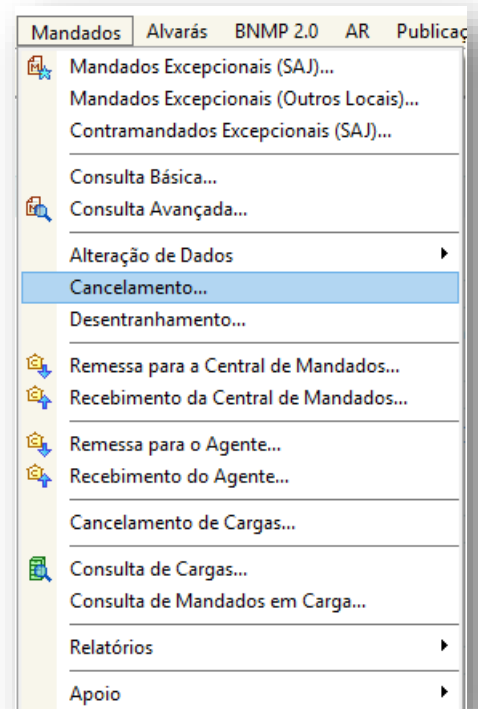 Mandados Alvarás BNMP 2.0 AR Publicaç
Mandados Excepcionais (SAJ)...
Mandados Excepcionais (Outros Locais)...
Contramandados Excepcionais (SAJ)...
Consulta Básica...
Consulta Avançada...
Alteração de Dados
Cancelamento...
Desentranhamento...
Remessa para a Central de Mandados...
Recebimento da Central de Mandados...
Remessa para o Agente...
Recebimento do Agente...
Cancelamento de Cargas...
Consulta de Cargas...
Consulta de Mandados em Carga...
Relatórios
Apoio